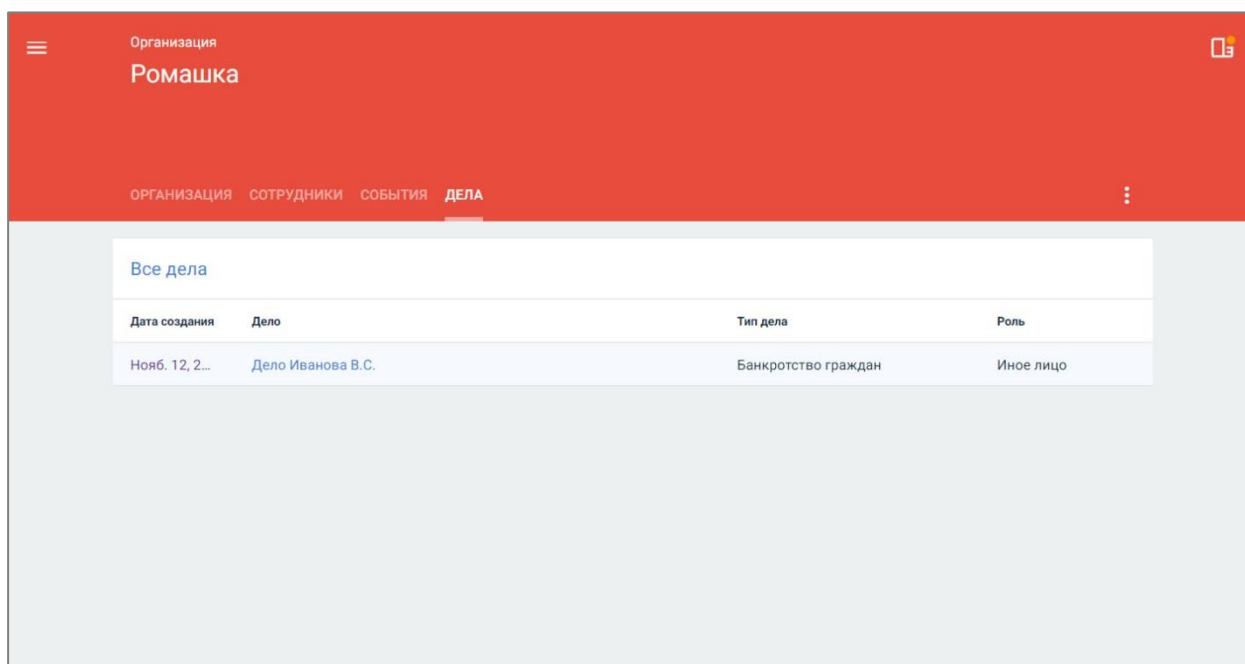 Организация
Ромашка
ОРГАНИЗАЦИЯ СОТРУДНИКИ СОБЫТИЯ ДЕЛА
Все дела
Дата создания Дело Тип дела Роль
Нояб. 12, 2... Дело Иванова В.С. Банкротство граждан Иное лицо